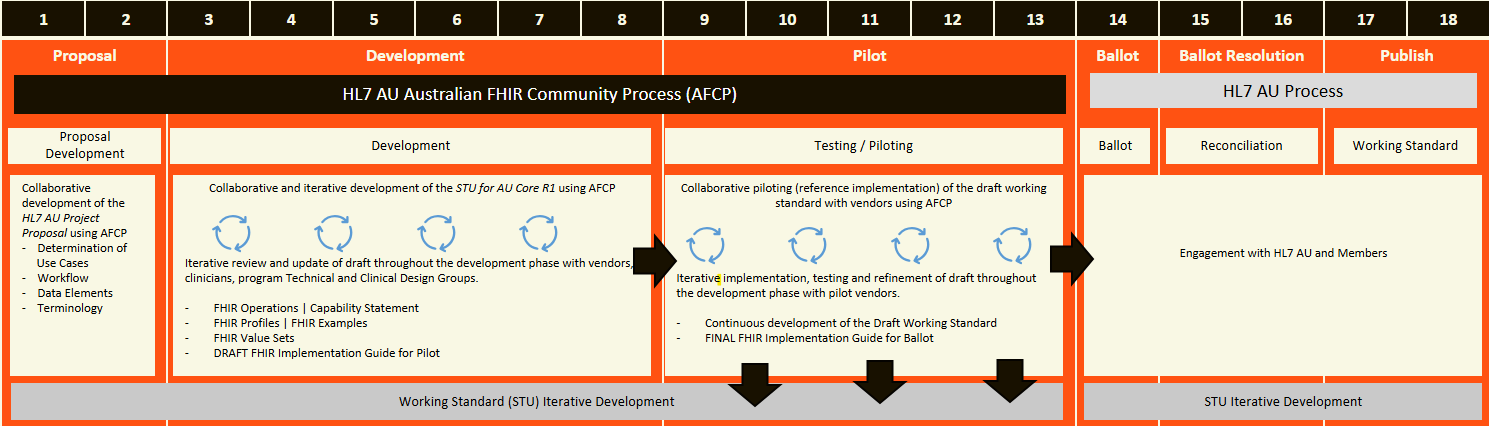 1 2 3 4 5 6 7 8 9 10 11 12 13 14 15 16 17 18
Proposal Development Pilot Ballot Ballot Resolution Publish
HL7 AU Australian FHIR Community Process (AFCP)
HL7 AU Process
Proposal
Development
Development
Testing / Piloting
Ballot
Reconciliation
Working Standard
Collaborative
development of the
HL7 AU Project
Proposal using AFCP
- Determination of
Use Cases
- Workflow
- Data Elements
- Terminology
Collaborative and iterative development of the STU for AU Core R1 using AFCP
Iterative review and update of draft throughout the development phase with vendors,
clinicians, program Technical and Clinical Design Groups.
- FHIR Operations | Capability Statement
- FHIR Profiles | FHIR Examples
- FHIR Value Sets
- DRAFT FHIR Implementation Guide for Pilot
Collaborative piloting (reference implementation) of the draft working
standard with vendors using AFCP
Iterative implementation, testing and refinement of draft throughout
the development phase with pilot vendors.
- Continuous development of the Draft Working Standard
- FINAL FHIR Implementation Guide for Ballot
Engagement with HL7 AU and Members
Working Standard (STU) Iterative Development
STU Iterative Development